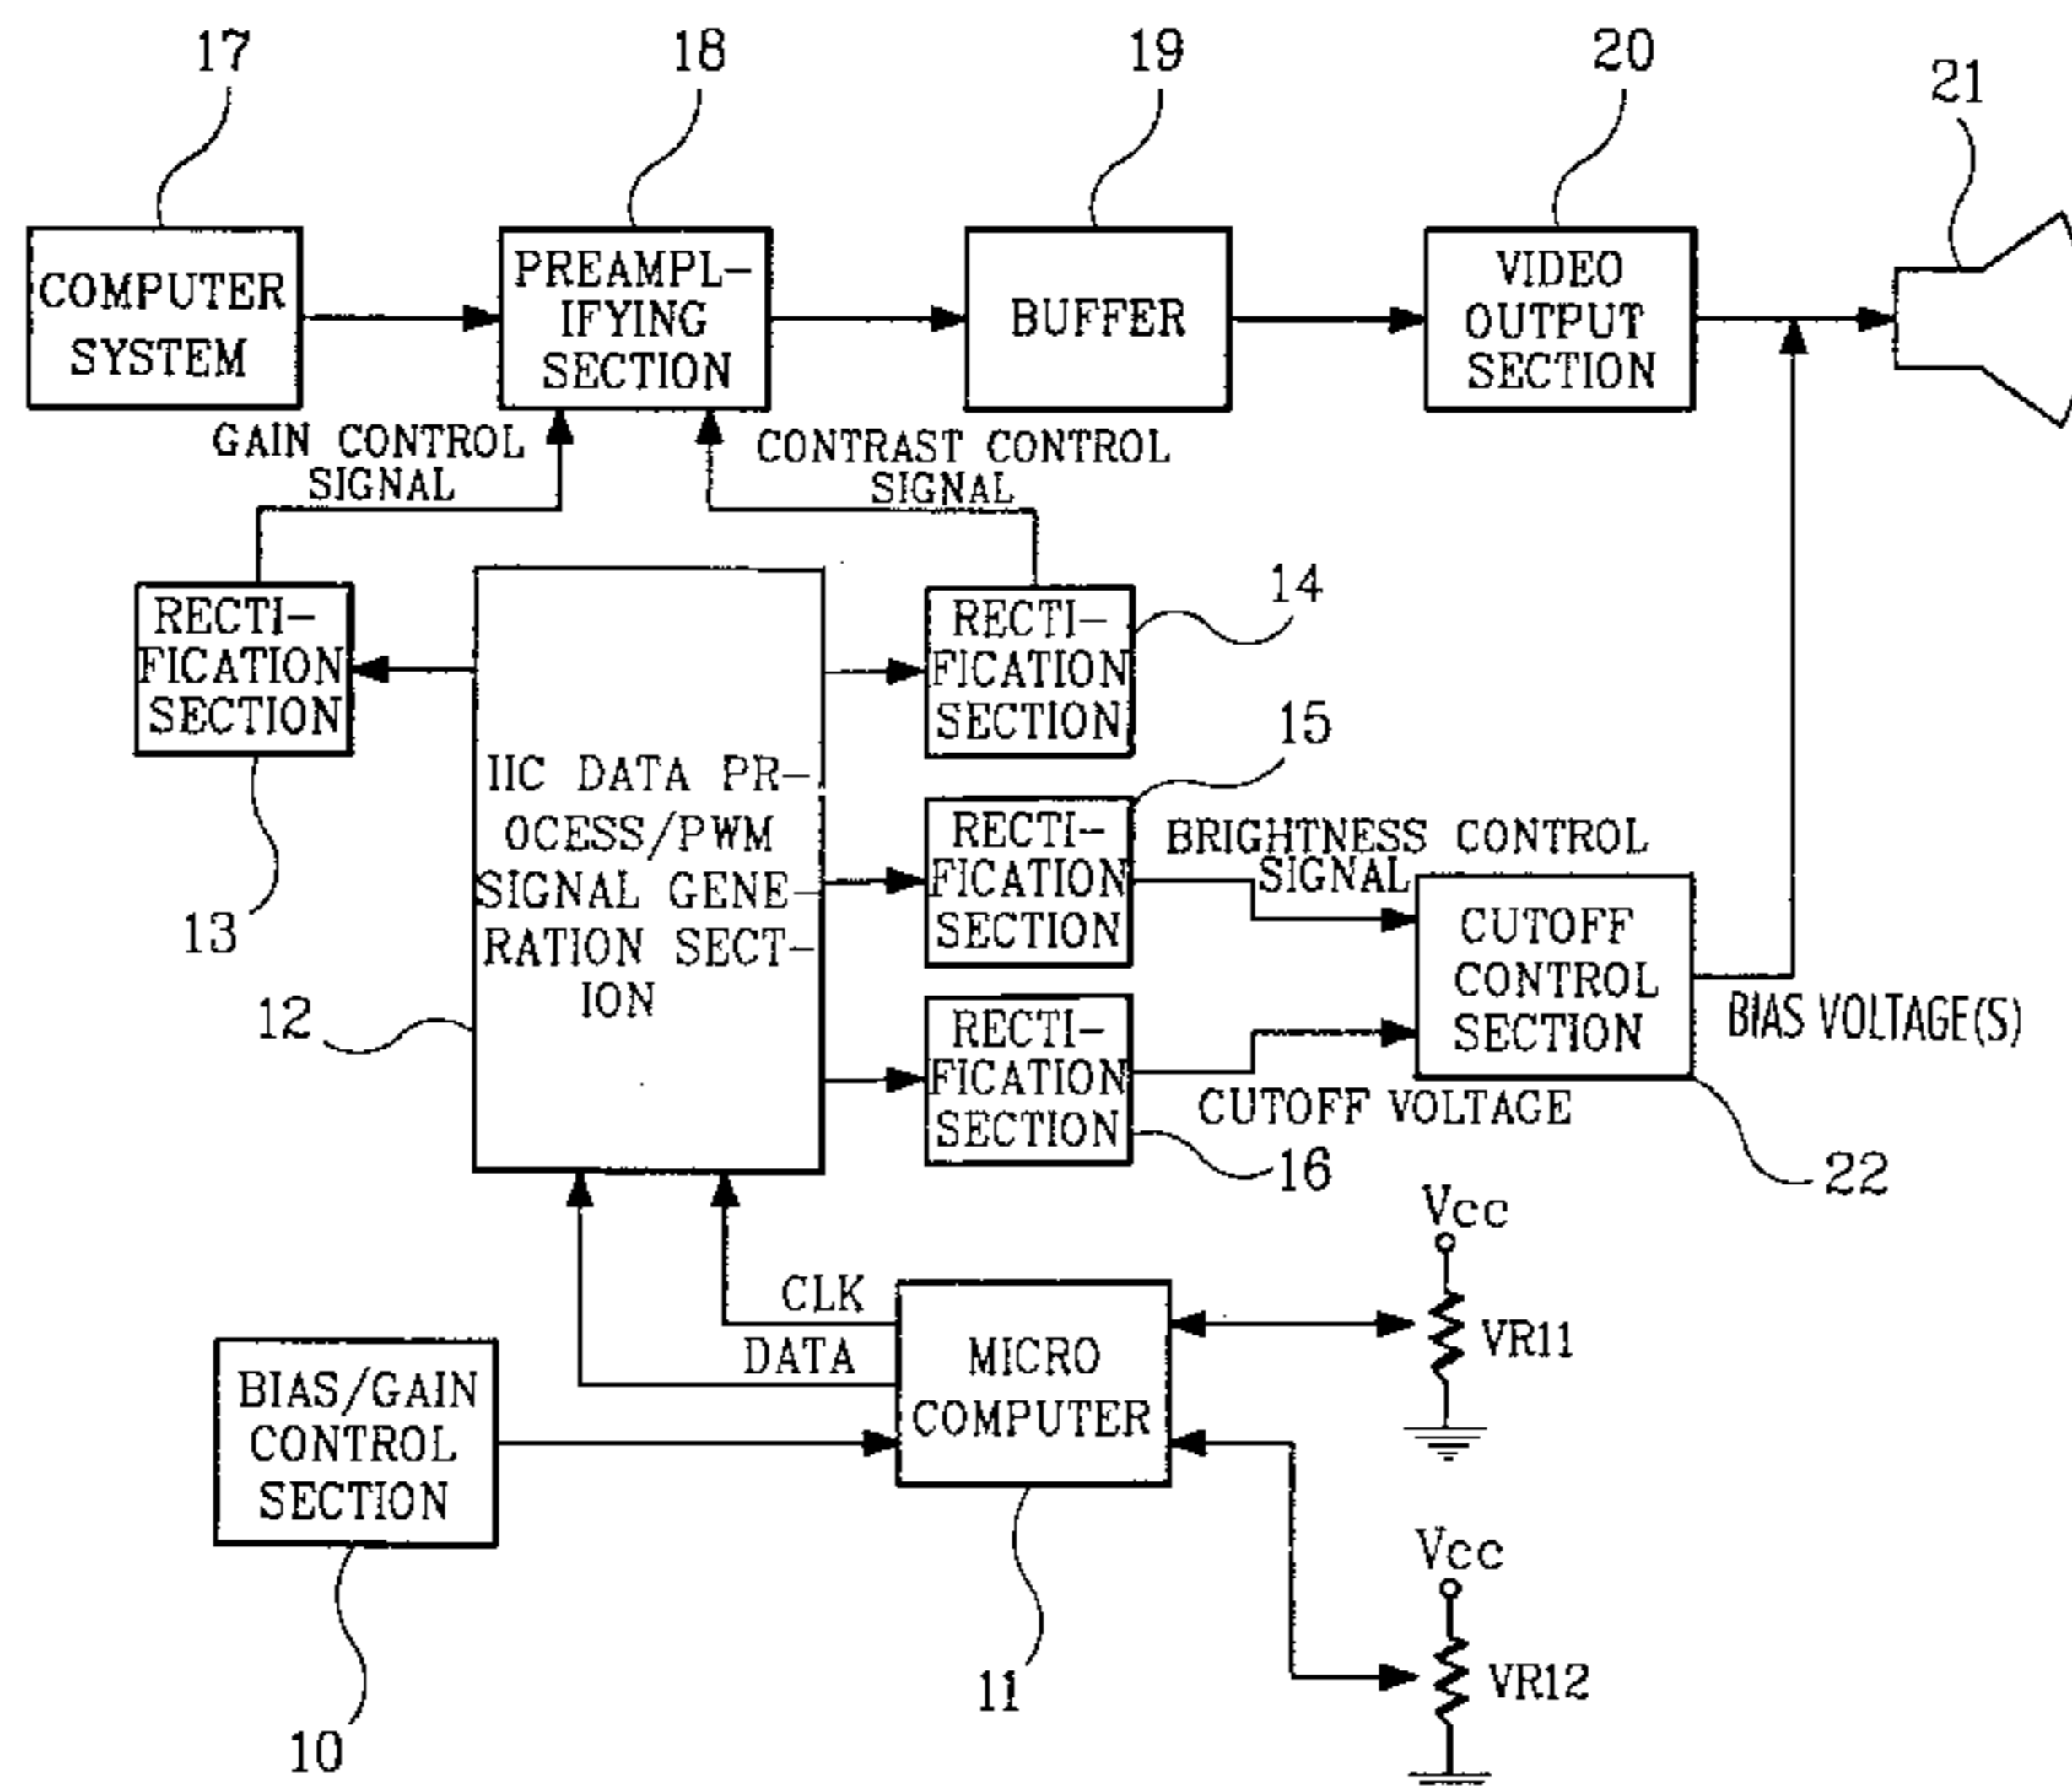 17
18
19
20
21
COMPUTER
SYSTEM
PREAMPL-
IFYING
SECTION
BUFFER
VIDEO
OUTPUT
SECTION
GAIN CONTROL
SIGNAL
CONTRAST CONTROL
SIGNAL
RECTI-
FICATION
SECTION
13
IIC DATA PR-
OCESS/PWM
SIGNAL GENE-
RATION SECT-
ION
12
RECTI-
FICATION
SECTION
14
RECTI-
FICATION
SECTION
15
BRIGHTNESS CONTROL
SIGNAL
RECTI-
FICATION
SECTION
16
CUTOFF VOLTAGE
CUTOFF
CONTROL
SECTION
22
BIAS VOLTAGE(S)
CLK
DATA
MICRO
COMPUTER
11
BIAS/GAIN
CONTROL
SECTION
10
Vcc
VR11
Vcc
VR12